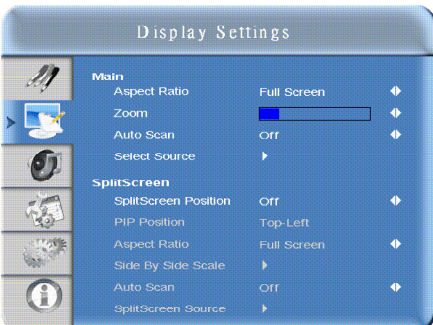 Display Settings
Main
Aspect Ratio Full Screen
Zoom
Auto Scan Off
Select Source
SplitScreen
SplitScreen Position Off
PIP Position Top-Left
Aspect Ratio Full Screen
Side By Side Scale
Auto Scan Off
SplitScreen Source